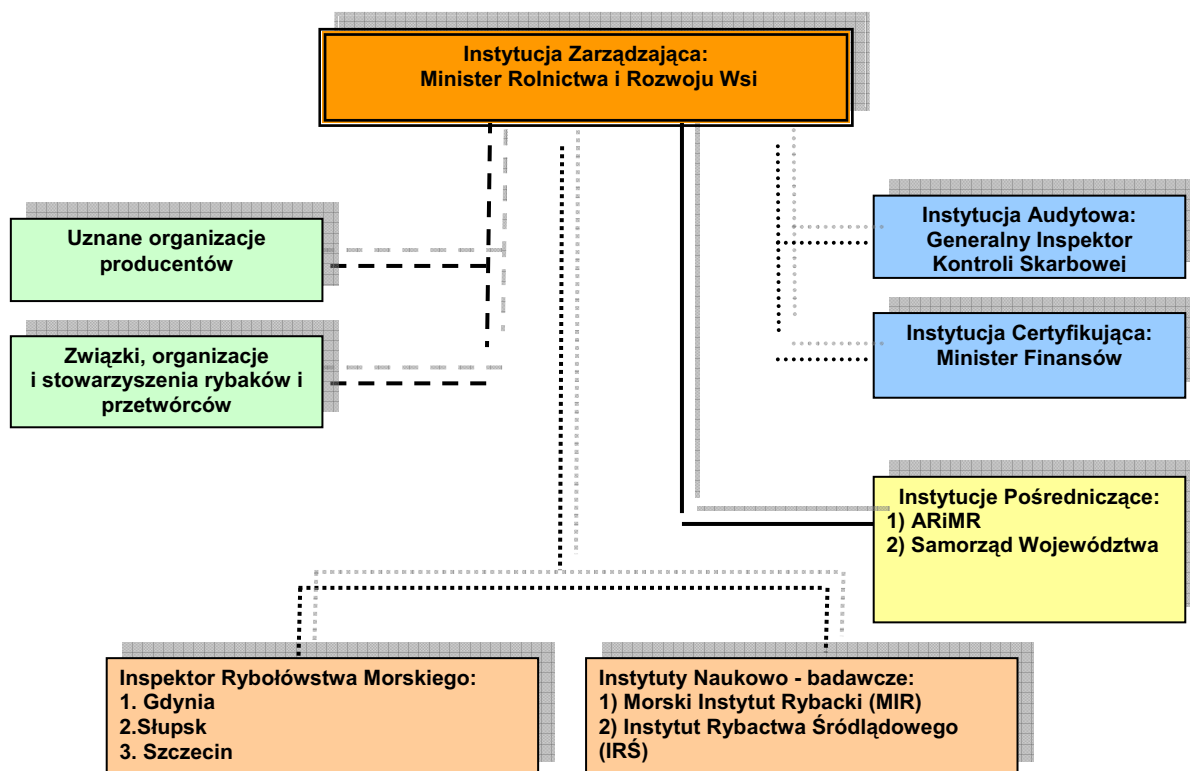 Instytucja Zarządzająca:
Minister Rolnictwa i Rozwoju Wsi
Uznane organizacje
producentów
Instytucja Audytowa:
Generalny Inspektor
Kontroli Skarbowej
Związki, organizacje
i stowarzyszenia rybaków i
przetwórców
Instytucja Certyfikująca:
Minister Finansów
Instytucje Pośredniczące:
1) ARiMR
2) Samorząd Województwa
Inspektor Rybołówstwa Morskiego:
1. Gdynia
2.Słupsk
3. Szczecin
Instytuty Naukowo - badawcze:
1) Morski Instytut Rybacki (MIR)
2) Instytut Rybactwa Śródlądowego
(IRŚ)